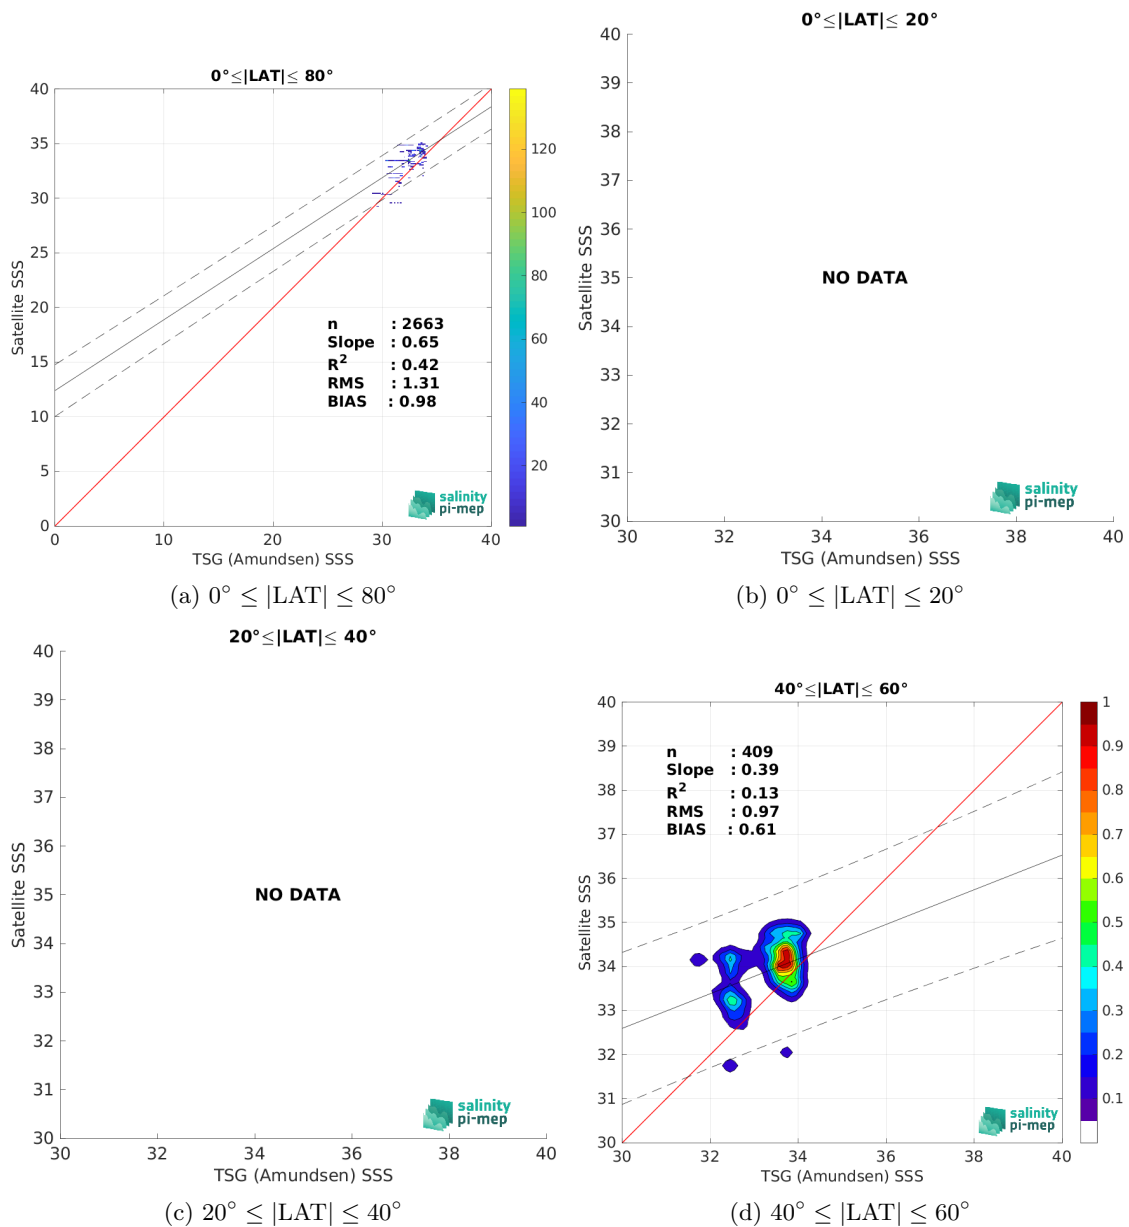 0°≤|LAT|≤ 80°
40
35
30
25
20
15
10
5
0
Satellite SSS
n : 2663
Slope : 0.65
R2 : 0.42
RMS : 1.31
BIAS : 0.98
salinity
pi-mep
0 10 20 30 40
TSG (Amundsen) SSS
120
100
80
60
40
20
(a) 0° ≤ |LAT| ≤ 80°
0°≤|LAT|≤ 20°
40
39
38
37
36
35
34
33
32
31
30
Satellite SSS
NO DATA
salinity
pi-mep
30 32 34 36 38 40
TSG (Amundsen) SSS
(b) 0° ≤ |LAT| ≤ 20°
20°≤|LAT|≤ 40°
40
39
38
37
36
35
34
33
32
31
30
Satellite SSS
NO DATA
salinity
pi-mep
30 32 34 36 38 40
TSG (Amundsen) SSS
(c) 20° ≤ |LAT| ≤ 40°
40°≤|LAT|≤ 60°
40
39
38
37
36
35
34
33
32
31
30
Satellite SSS
n : 409
Slope : 0.39
R2 : 0.13
RMS : 0.97
BIAS : 0.61
salinity
pi-mep
30 32 34 36 38 40
TSG (Amundsen) SSS
1
0.9
0.8
0.7
0.6
0.5
0.4
0.3
0.2
0.1
(d) 40° ≤ |LAT| ≤ 60°